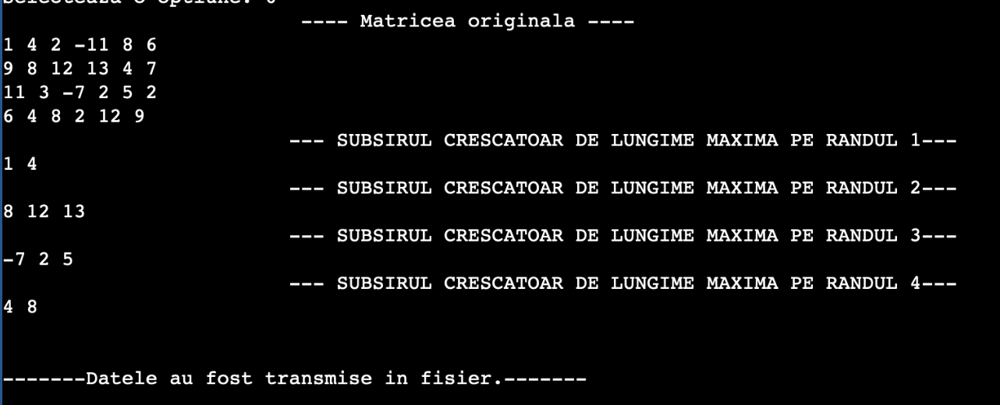 ---- Matricea originala ----
1 4 2 -11 8 6
9 8 12 13 4 7
11 3 -7 2 5 2
6 4 8 2 12 9
--- SUBSIRUL CRESCATOAR DE LUNGIME MAXIMA PE RANDUL 1---
1 4
--- SUBSIRUL CRESCATOAR DE LUNGIME MAXIMA PE RANDUL 2---
8 12 13
--- SUBSIRUL CRESCATOAR DE LUNGIME MAXIMA PE RANDUL 3---
-7 2 5
--- SUBSIRUL CRESCATOAR DE LUNGIME MAXIMA PE RANDUL 4---
4 8
-------Datele au fost transmise in fisier.-------